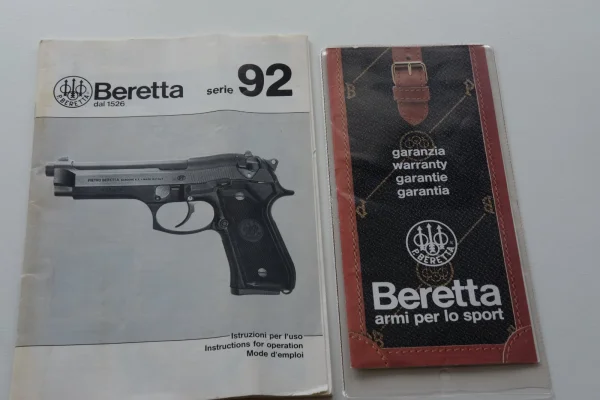 P. BERETTA
Beretta
dal 1526
serie 92
Istruzioni per l'uso
Instructions for operation
Mode d'emploi
garanzia
warranty
garantie
garantia
P. BERETTA
Beretta
armi per lo sport